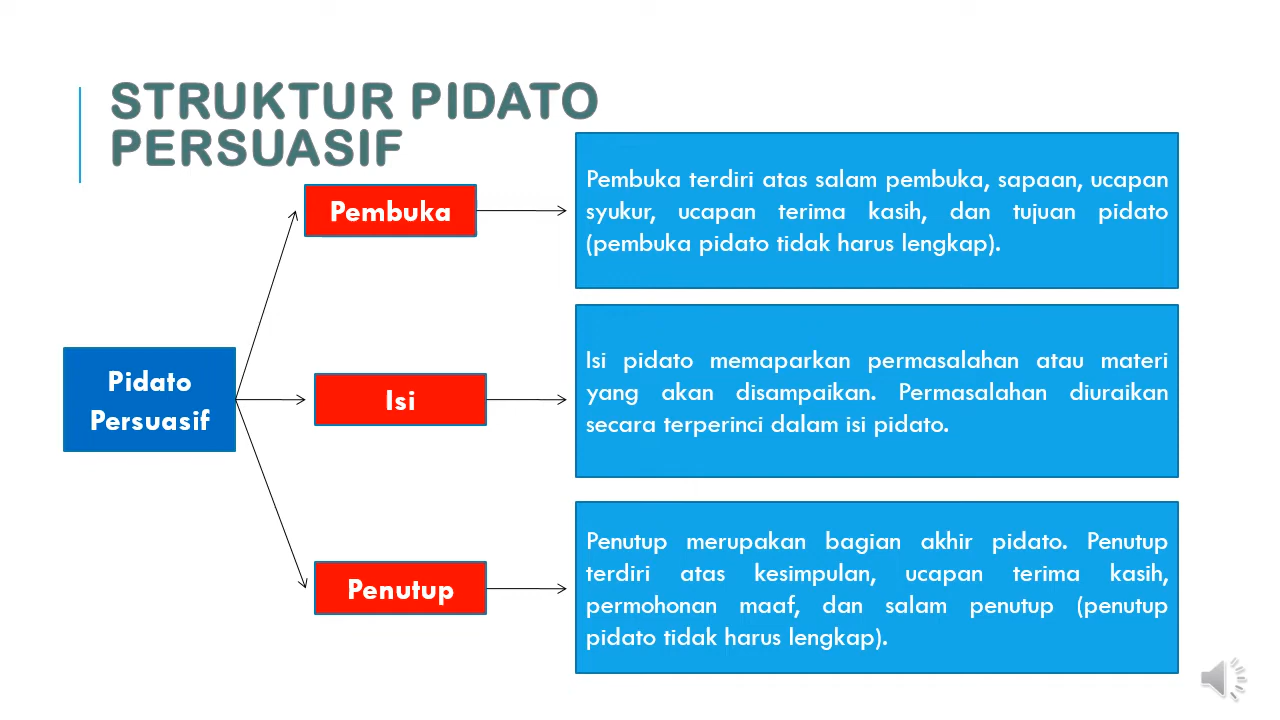 STRUKTUR PIDATO
PERSUASIF
Pembuka
Pembuka terdiri atas salam pembuka, sapaan, ucapan
syukur, ucapan terima kasih, dan tujuan pidato
(pembuka pidato tidak harus lengkap).
Pidato
Persuasif
Isi
Isi pidato memaparkan permasalahan atau materi
yang akan disampaikan. Permasalahan diuraikan
secara terperinci dalam isi pidato.
Penutup
Penutup merupakan bagian akhir pidato. Penutup
terdiri atas kesimpulan, ucapan terima kasih,
permohonan maaf, dan salam penutup (penutup
pidato tidak harus lengkap).